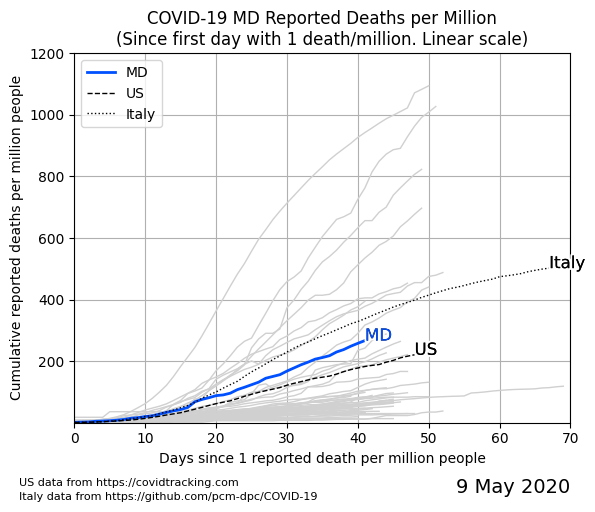 COVID-19 MD Reported Deaths per Million
(Since first day with 1 death/million. Linear scale)
Cumulative reported deaths per million people
1200
1000
800
600
400
200
MD
US
Italy
Italy
MD
US
0 10 20 30 40 50 60 70
Days since 1 reported death per million people
US data from https://covidtracking.com
Italy data from https://github.com/pcm-dpc/COVID-19
9 May 2020